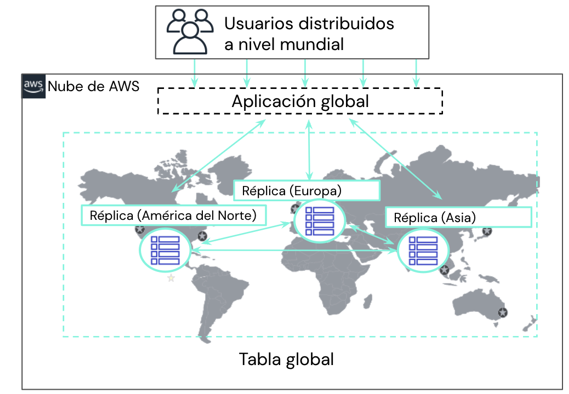 Usuarios distribuidos
a nivel mundial
aws
Nube de AWS
Aplicación global
Réplica (Europa)
Réplica (América del Norte)
Réplica (Asia)
Tabla global